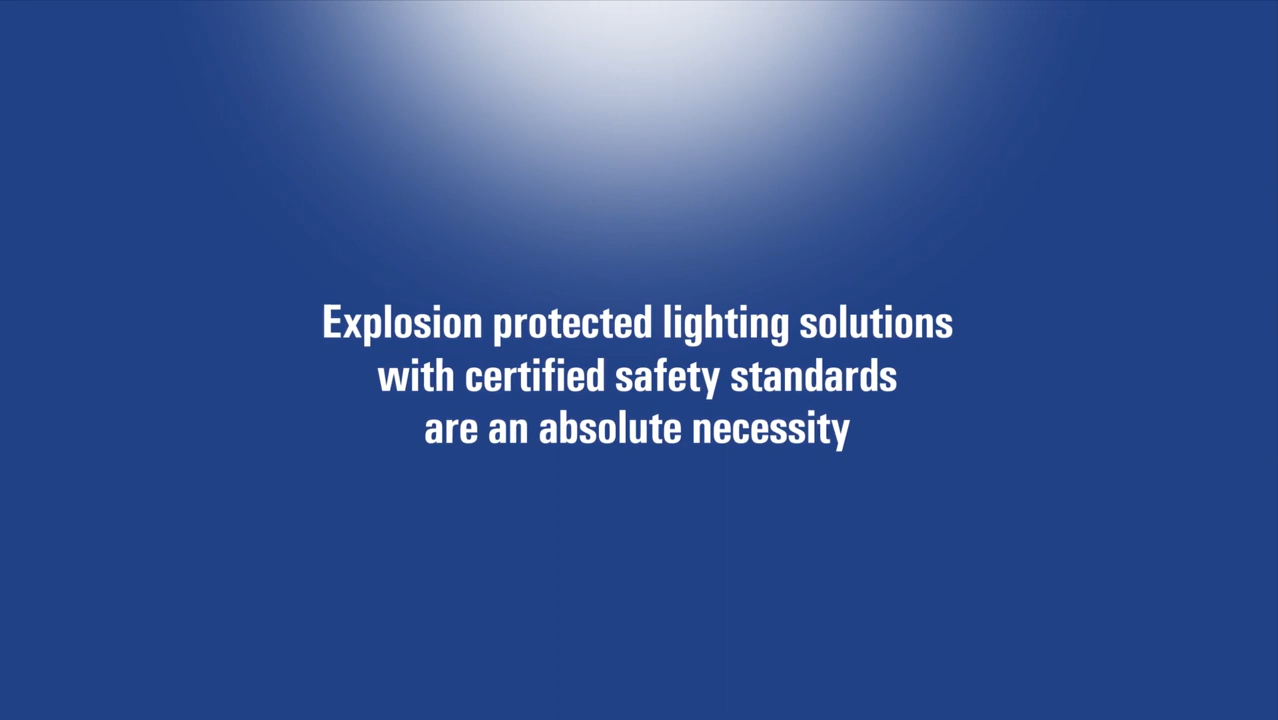 Explosion protected lighting solutions
with certified safety standards
are an absolute necessity